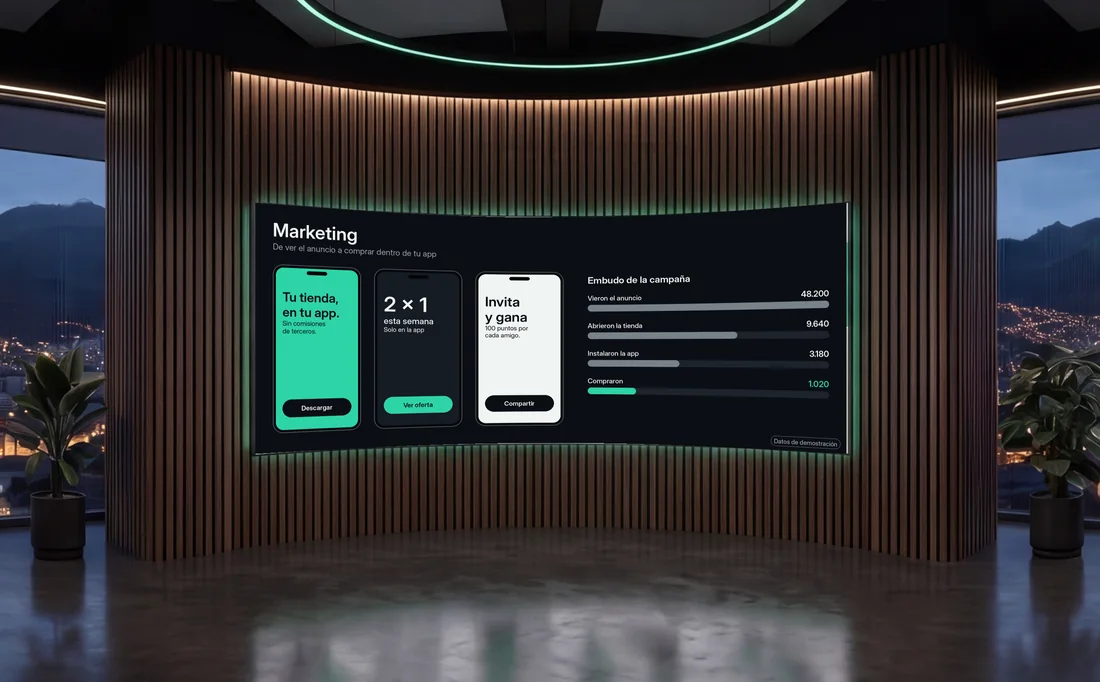 Marketing
De ver el anuncio a comprar dentro de tu app
Tu tienda,
en tu app.
Sin comisiones
de terceros.
Descargar
2 × 1
esta semana
Solo en la app
Ver oferta
Invita
y gana
100 puntos por
cada amigo.
Compartir
Embudo de la campaña
Vieron el anuncio
48.200
Abrieron la tienda
9.640
Instalaron la app
3.180
Compraron
1.020
Datos de demostración